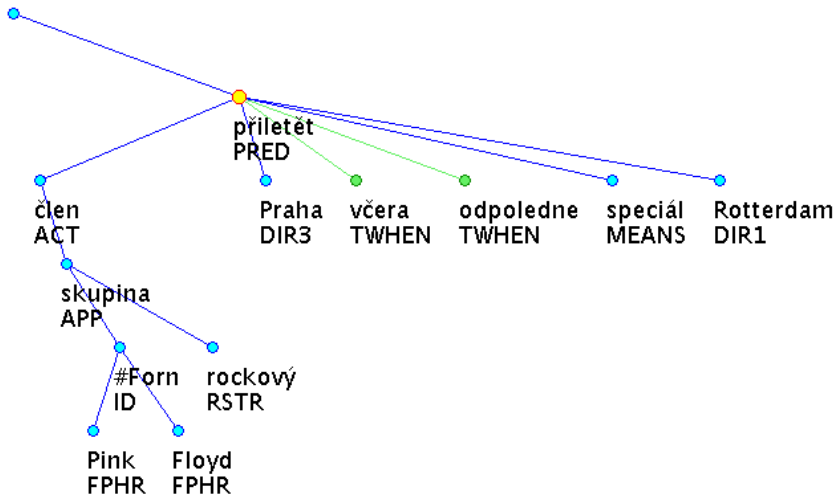 přiletět
PRED
člen
ACT
Praha
DIR3
včera
TWHEN
odpoledne
TWHEN
speciál
MEANS
Rotterdam
DIR1
skupina
APP
#Forn
ID
rockový
RSTR
Pink
FPHR
Floyd
FPHR